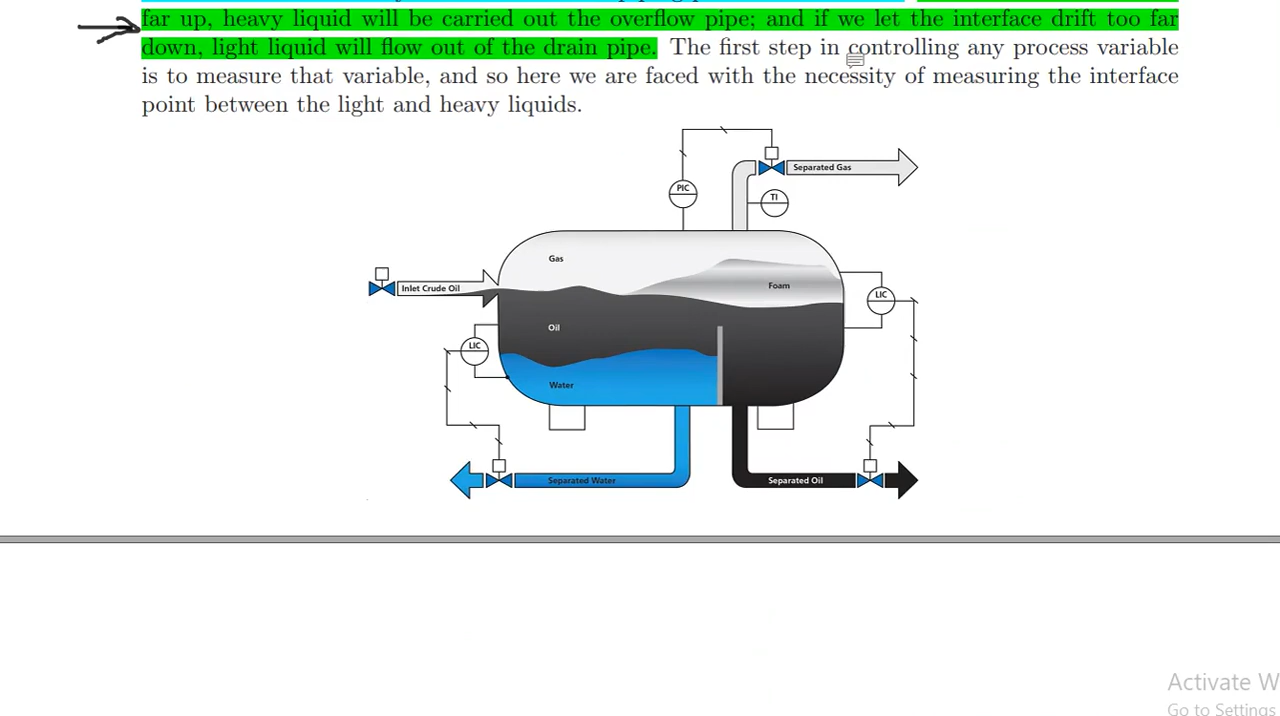 far up, heavy liquid will be carried out the overflow pipe; and if we let the interface drift too far
down, light liquid will flow out of the drain pipe. The first step in controlling any process variable
is to measure that variable, and so here we are faced with the necessity of measuring the interface
point between the light and heavy liquids.
Separated Gas
PIC
TI
Gas
Foam
Inlet Crude Oil
LIC
Oil
LIC
Water
Separated Water
Separated Oil
Activate W
Go to Settings